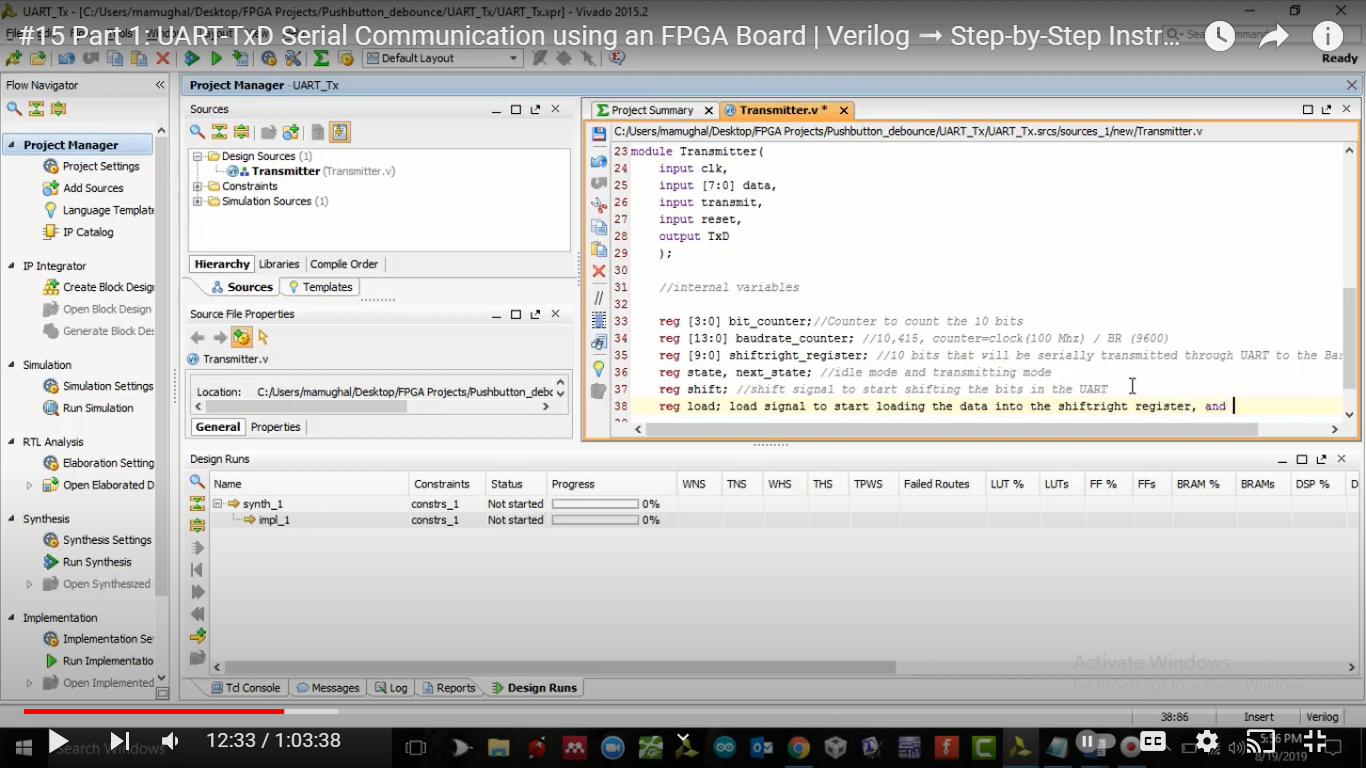 UART_Tx - [C:/Users/mamughal/Desktop/FPGA Projects/Pushbutton_debounce/UART_Tx/UART_Tx.xpr] - Vivado 2015.2
#15 Part 1: UART-TxD Serial Communication using an FPGA Board | Verilog ➞ Step-by-Step Instr...
Default Layout
Ready
Flow Navigator
Project Manager - UART_Tx
Sources
Project Summary
Transmitter.v *
C:/Users/mamughal/Desktop/FPGA Projects/Pushbutton_debounce/UART_Tx/UART_Tx.srcs/sources_1/new/Transmitter.v
Project Manager
Project Settings
Add Sources
Language Template
IP Catalog
IP Integrator
Create Block Design
Open Block Design
Generate Block Des
Simulation
Simulation Settings
Run Simulation
RTL Analysis
Elaboration Setting
Open Elaborated D
Synthesis
Synthesis Settings
Run Synthesis
Open Synthesized
Implementation
Implementation Se
Run Implementatio
Open Implemented
Design Sources (1)
Transmitter (Transmitter.v)
Constraints
Simulation Sources (1)
Hierarchy Libraries Compile Order
Sources Templates
Source File Properties
Transmitter.v
Location: C:/Users/mamughal/Desktop/FPGA Projects/Pushbutton_debc
General Properties
23 module Transmitter(
24 input clk,
25 input [7:0] data,
26 input transmit,
27 input reset,
28 output TxD
29 );
30
31 //internal variables
32
33 reg [3:0] bit_counter;//Counter to count the 10 bits
34 reg [13:0] baudrate_counter; //10,415, counter=clock(100 Mhz) / BR (9600)
35 reg [9:0] shiftright_register; //10 bits that will be serially transmitted through UART to the Bas
36 reg state, next_state; //idle mode and transmitting mode
37 reg shift; //shift signal to start shifting the bits in the UART
38 reg load; load signal to start loading the data into the shiftright register, and
Design Runs
Name Constraints Status Progress WNS TNS WHS THS TPWS Failed Routes LUT % LUTs FF % FFs BRAM % BRAMs DSP % D
synth_1 constrs_1 Not started 0%
impl_1 constrs_1 Not started 0%
Tcl Console Messages Log Reports Design Runs
Activate Windows
Go to Settings to activate Windows.
38:86 Insert Verilog
Search Windows
12:33 / 1:03:38
CC
5:56 PM
8/19/2019